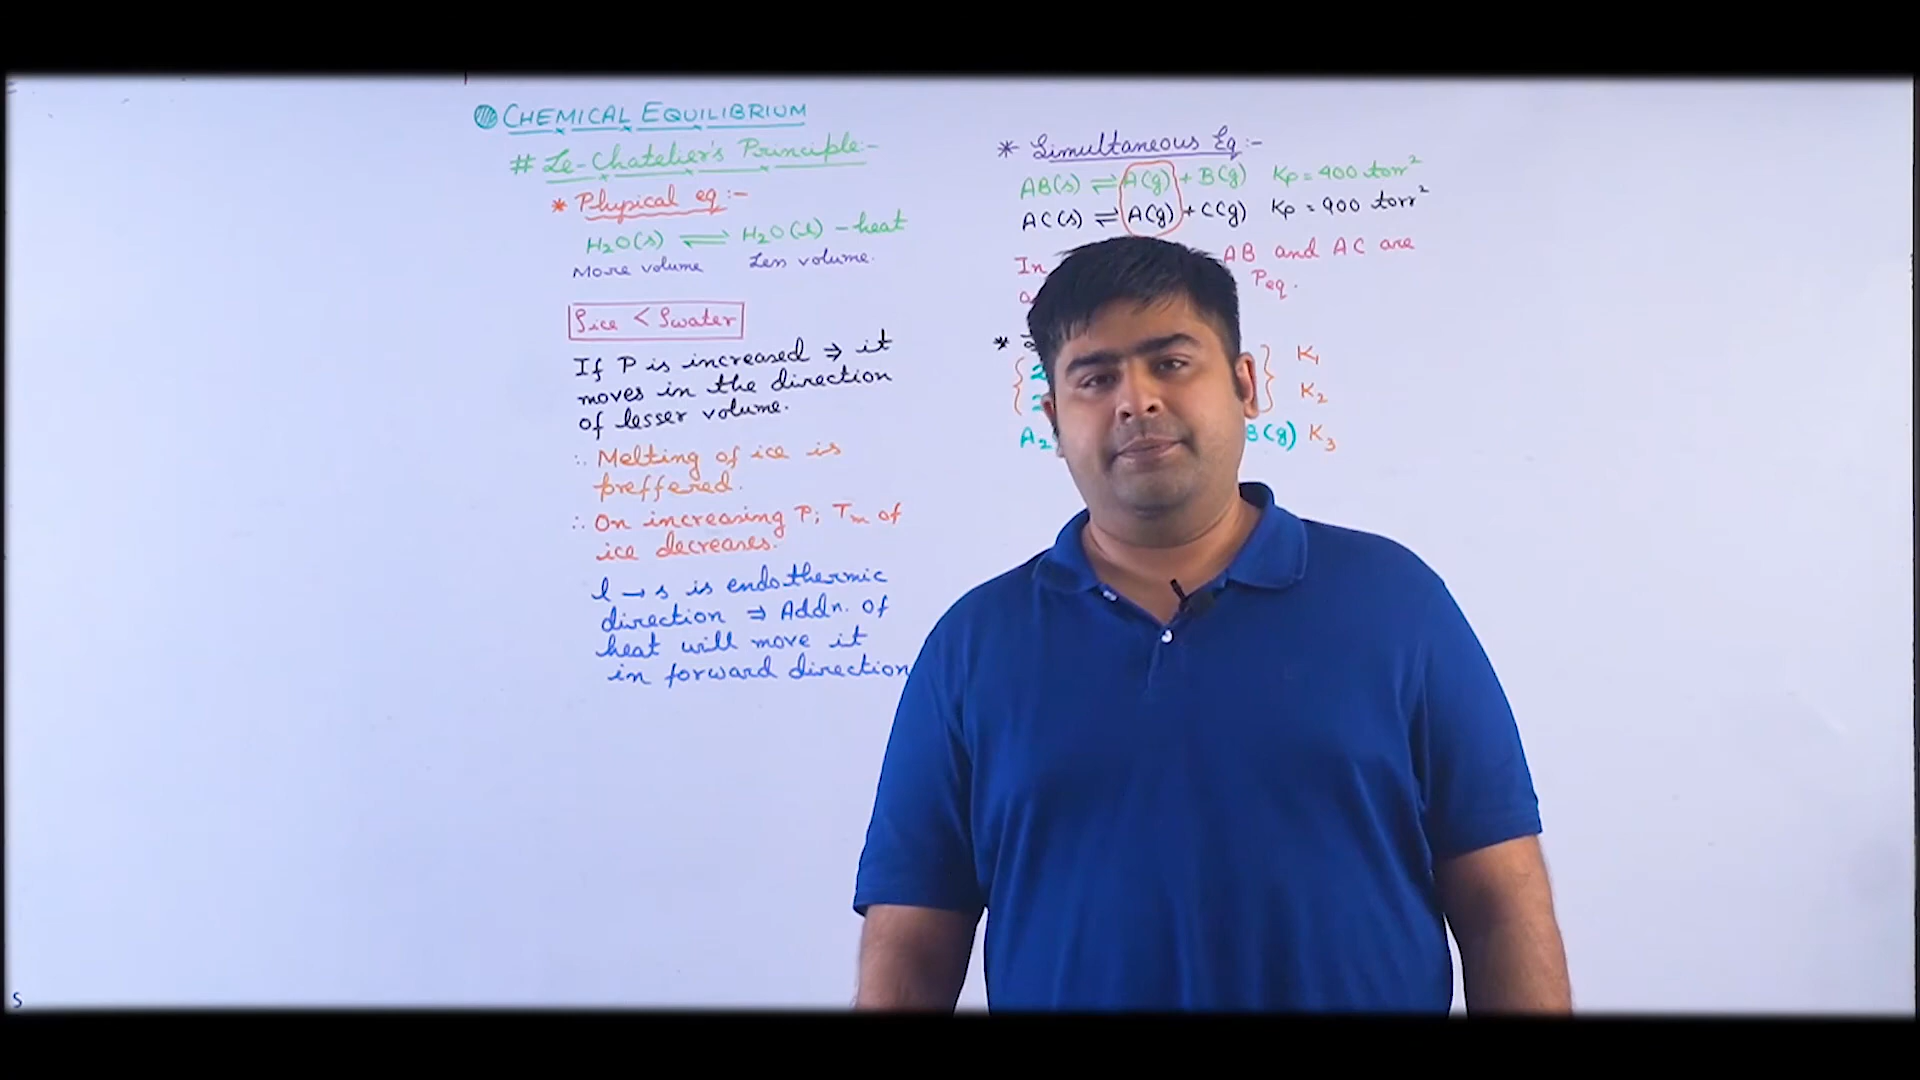 CHEMICAL EQUILIBRIUM
# Le-Chatelier's Principle:-
* Physical eq :-
H₂O(s) ⇌ H₂O(l) - heat
More volume Less volume.
ρice < ρwater
If P is increased ⇒ it
moves in the direction
of lesser volume.
∴ Melting of ice is
preffered.
∴ On increasing P; Tm of
ice decreases.
l → s is endothermic
direction ⇒ Addn. of
heat will move it
in forward direction
* Simultaneous Eq :-
AB(s) ⇌ A(g) + B(g) Kp = 400 torr²
AC(s) ⇌ A(g) + C(g) Kp = 900 torr²
In AB and AC are
Peq.
*
{ 2 } K₁
K₂
A₂ B(g) K₃
S